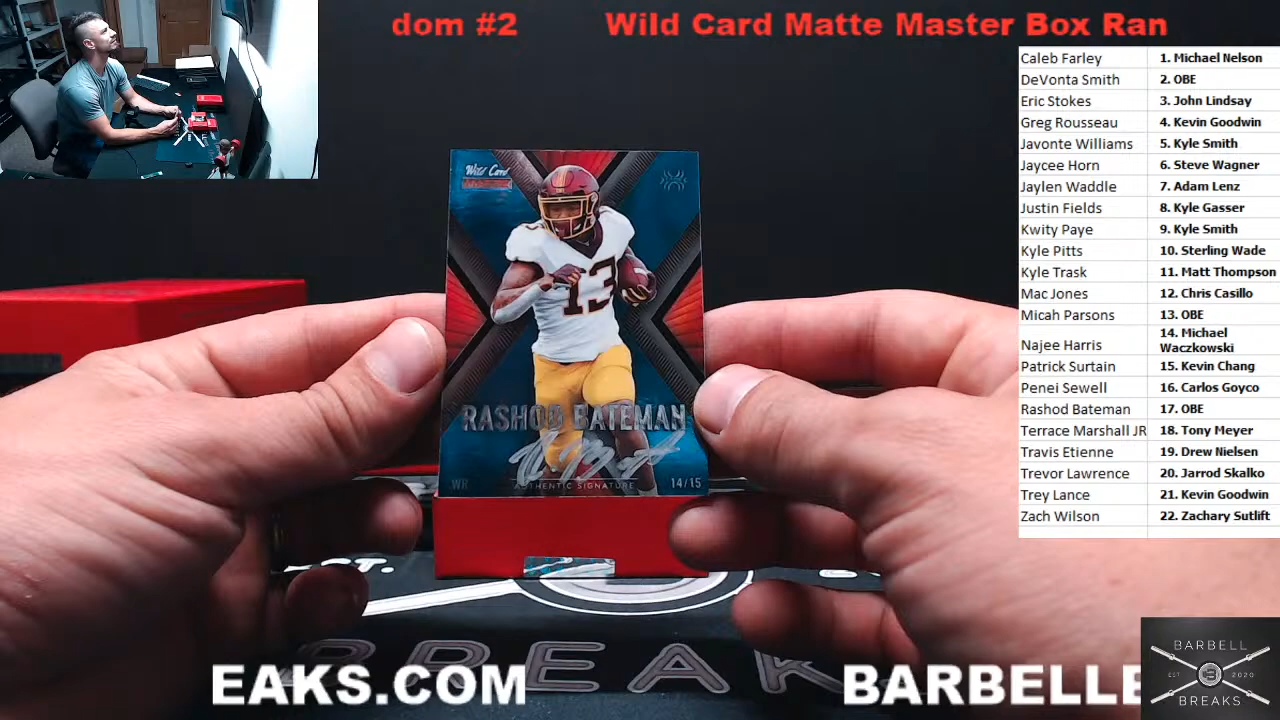 dom #2 Wild Card Matte Master Box Ran
Caleb Farley 1. Michael Nelson
DeVonta Smith 2. OBE
Eric Stokes 3. John Lindsay
Greg Rousseau 4. Kevin Goodwin
Javonte Williams 5. Kyle Smith
Jaycee Horn 6. Steve Wagner
Jaylen Waddle 7. Adam Lenz
Justin Fields 8. Kyle Gasser
Kwity Paye 9. Kyle Smith
Kyle Pitts 10. Sterling Wade
Kyle Trask 11. Matt Thompson
Mac Jones 12. Chris Casillo
Micah Parsons 13. OBE
Najee Harris 14. Michael Waczkowski
Patrick Surtain 15. Kevin Chang
Penei Sewell 16. Carlos Goyco
Rashod Bateman 17. OBE
Terrace Marshall JR 18. Tony Meyer
Travis Etienne 19. Drew Nielsen
Trevor Lawrence 20. Jarrod Skalko
Trey Lance 21. Kevin Goodwin
Zach Wilson 22. Zachary Sutlift
Wild Card
13
RASHOD BATEMAN
WR AUTHENTIC SIGNATURE 14/15
BREAK
EAKS.COM BARBELLE
BARBELL
EST 2020
B
BREAKS